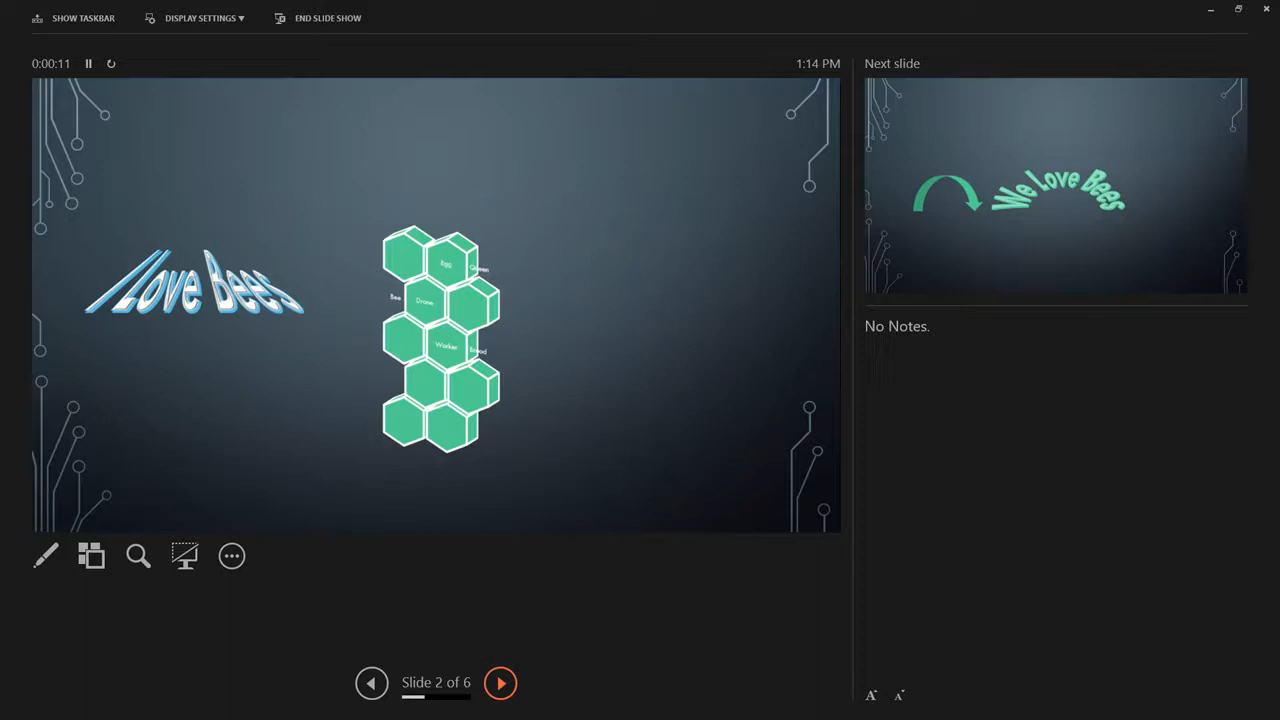 SHOW TASKBAR DISPLAY SETTINGS ▼ END SLIDE SHOW
0:00:11 1:14 PM
I Love Bees
Egg
Queen
Bee Drone
Worker Brood
Next slide
We Love Bees
No Notes.
Slide 2 of 6
A A